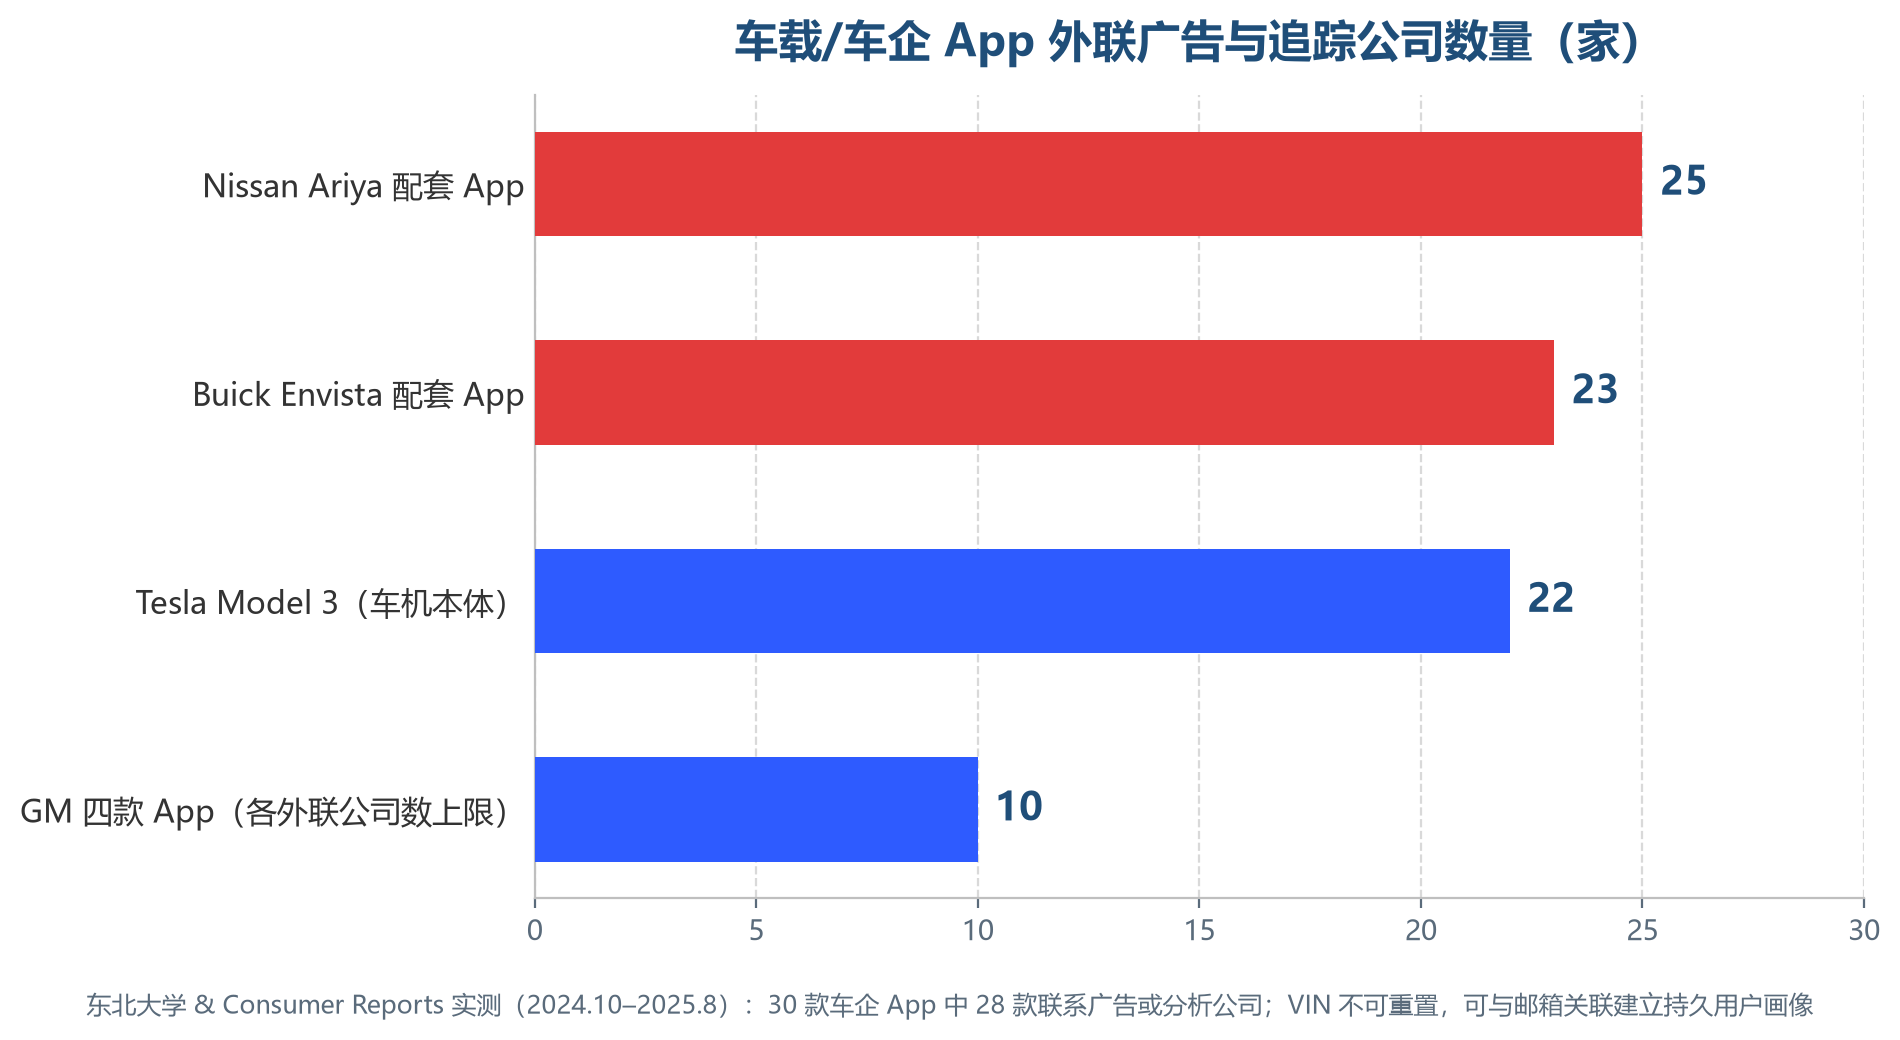 车载/车企 App 外联广告与追踪公司数量（家）
Nissan Ariya 配套 App
25
Buick Envista 配套 App
23
Tesla Model 3（车机本体）
22
GM 四款 App（各外联公司数上限）
10
0 5 10 15 20 25 30
东北大学 & Consumer Reports 实测（2024.10–2025.8）：30 款车企 App 中 28 款联系广告或分析公司；VIN 不可重置，可与邮箱关联建立持久用户画像